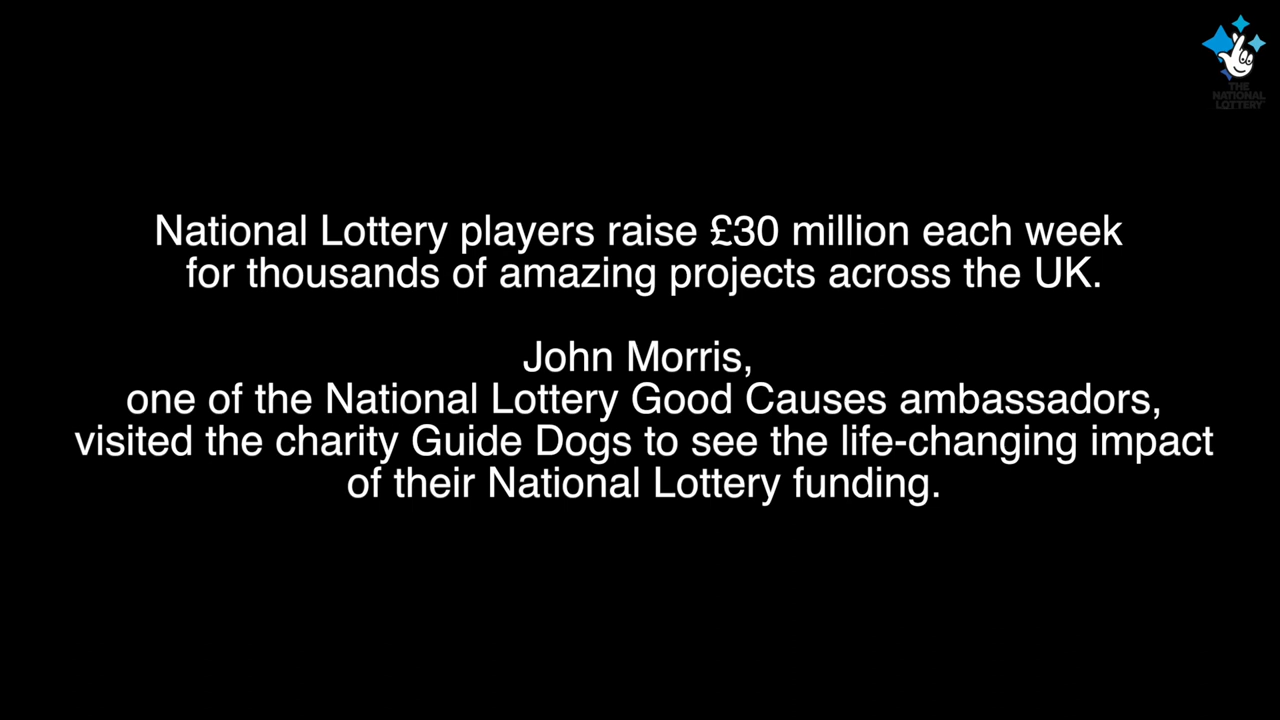 THE
NATIONAL
LOTTERY
National Lottery players raise £30 million each week
for thousands of amazing projects across the UK.
John Morris,
one of the National Lottery Good Causes ambassadors,
visited the charity Guide Dogs to see the life-changing impact
of their National Lottery funding.